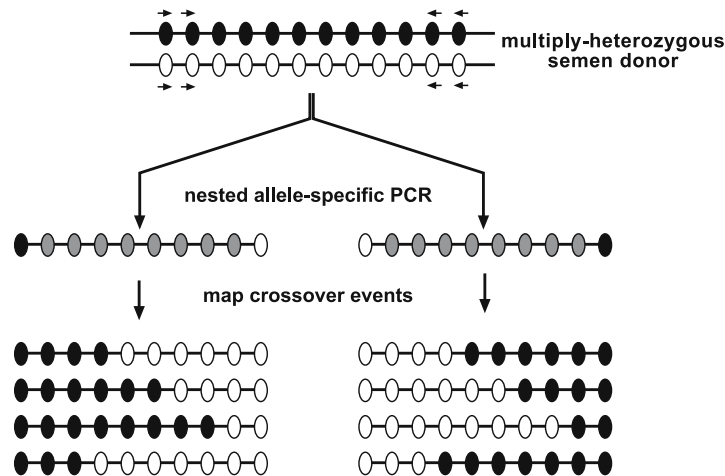 multiply-heterozygous
semen donor
nested allele-specific PCR
map crossover events